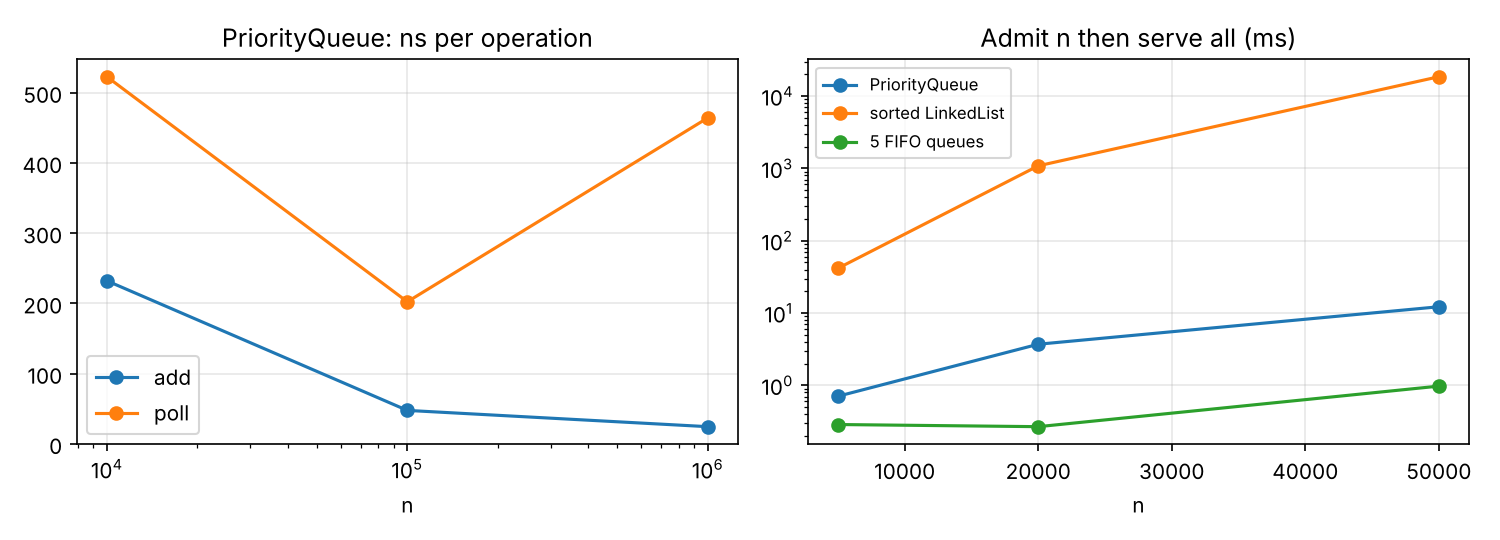 PriorityQueue: ns per operation
500
400
300
200
100
0
add
poll
10⁴
10⁵
10⁶
n
Admit n then serve all (ms)
PriorityQueue
sorted LinkedList
5 FIFO queues
10⁴
10³
10²
10¹
10⁰
10000
20000
30000
40000
50000
n